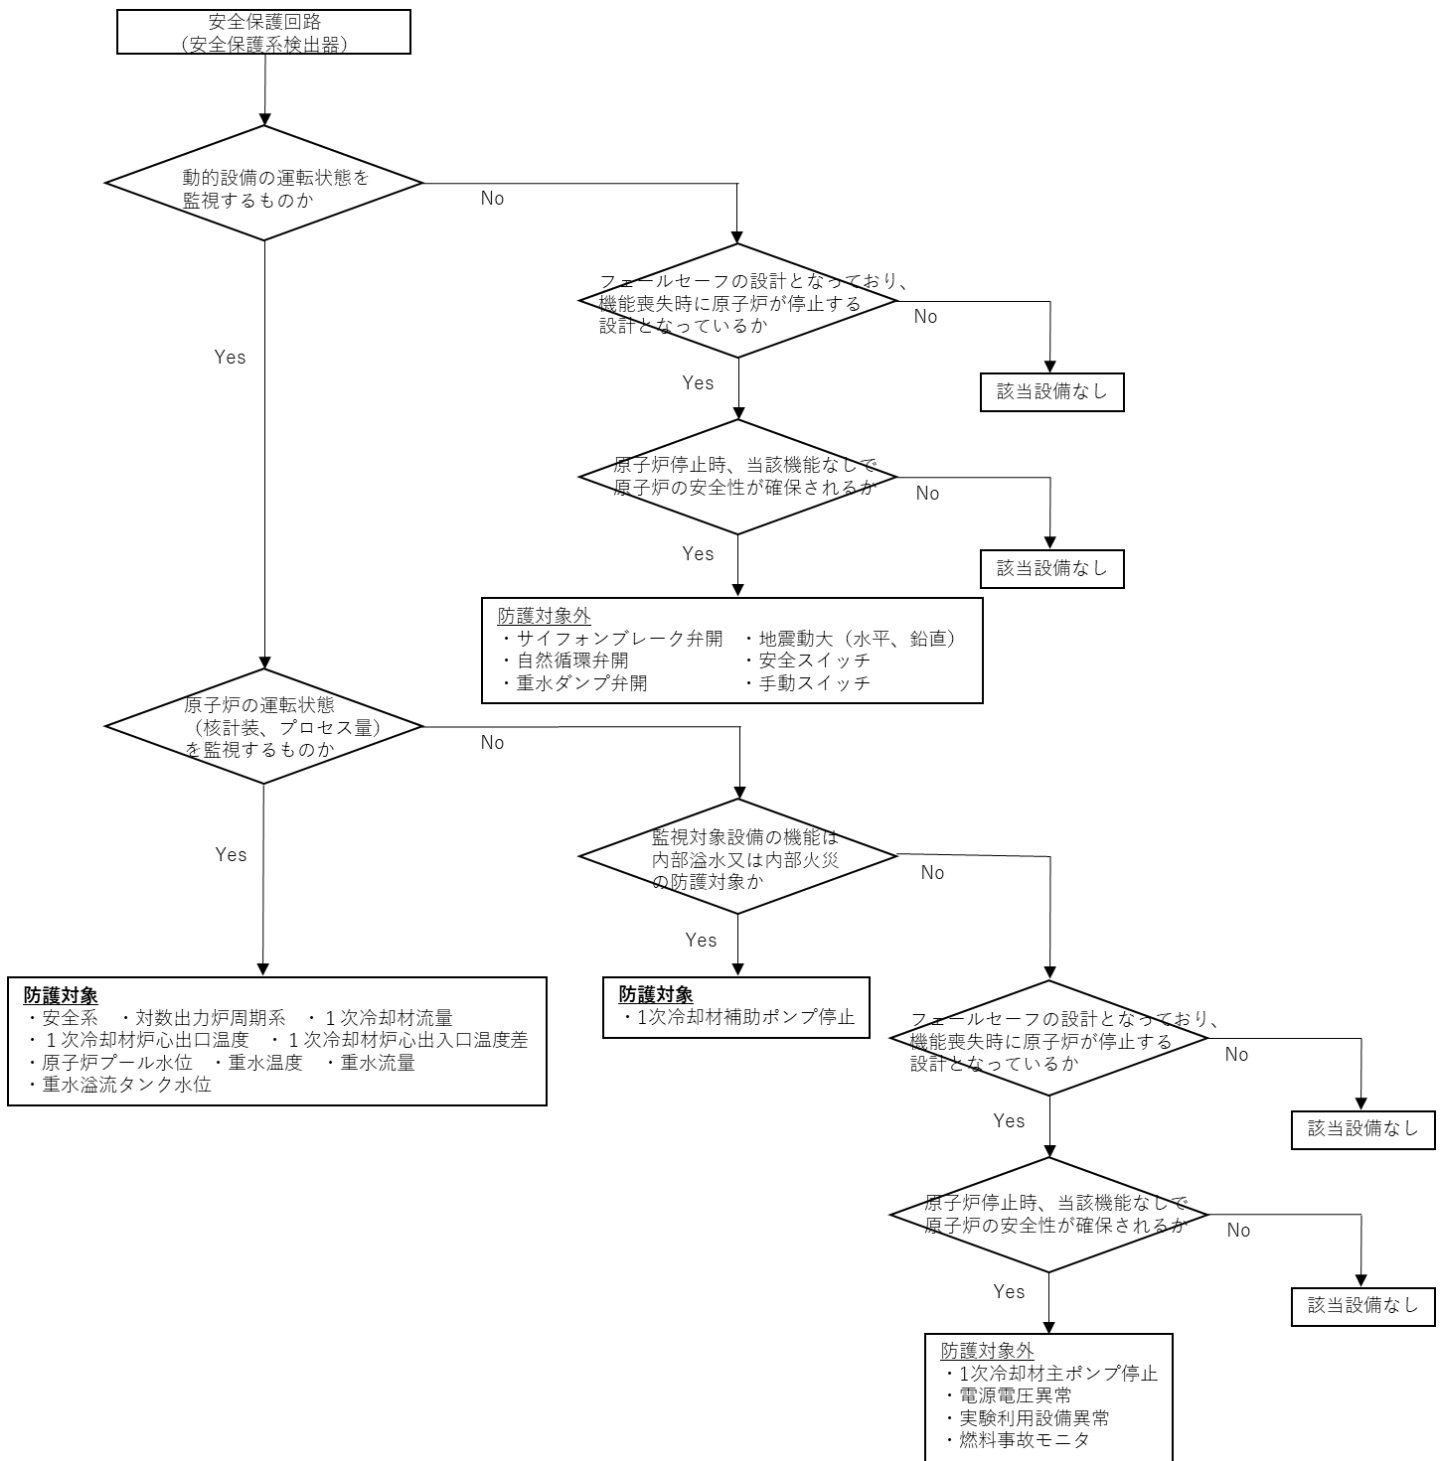 安全保護回路
（安全保護系検出器）
動的設備の運転状態を
監視するものか
No
フェールセーフの設計となっており、
機能喪失時に原子炉が停止する
設計となっているか
No
Yes
Yes
該当設備なし
原子炉停止時、当該機能なしで
原子炉の安全性が確保されるか
No
Yes
該当設備なし
防護対象外
・サイフォンブレーク弁開　・地震動大（水平、鉛直）
・自然循環弁開　・安全スイッチ
・重水ダンプ弁開　・手動スイッチ
原子炉の運転状態
（核計装、プロセス量）
を監視するものか
No
監視対象設備の機能は
内部溢水又は内部火災
の防護対象か
Yes
No
Yes
防護対象
・安全系　・対数出力炉周期系　・１次冷却材流量
・１次冷却材炉心出口温度　・１次冷却材炉心出入口温度差
・原子炉プール水位　・重水温度　・重水流量
・重水溢流タンク水位
防護対象
・1次冷却材補助ポンプ停止
フェールセーフの設計となっており、
機能喪失時に原子炉が停止する
設計となっているか
No
Yes
該当設備なし
原子炉停止時、当該機能なしで
原子炉の安全性が確保されるか
No
Yes
該当設備なし
防護対象外
・1次冷却材主ポンプ停止
・電源電圧異常
・実験利用設備異常
・燃料事故モニタ